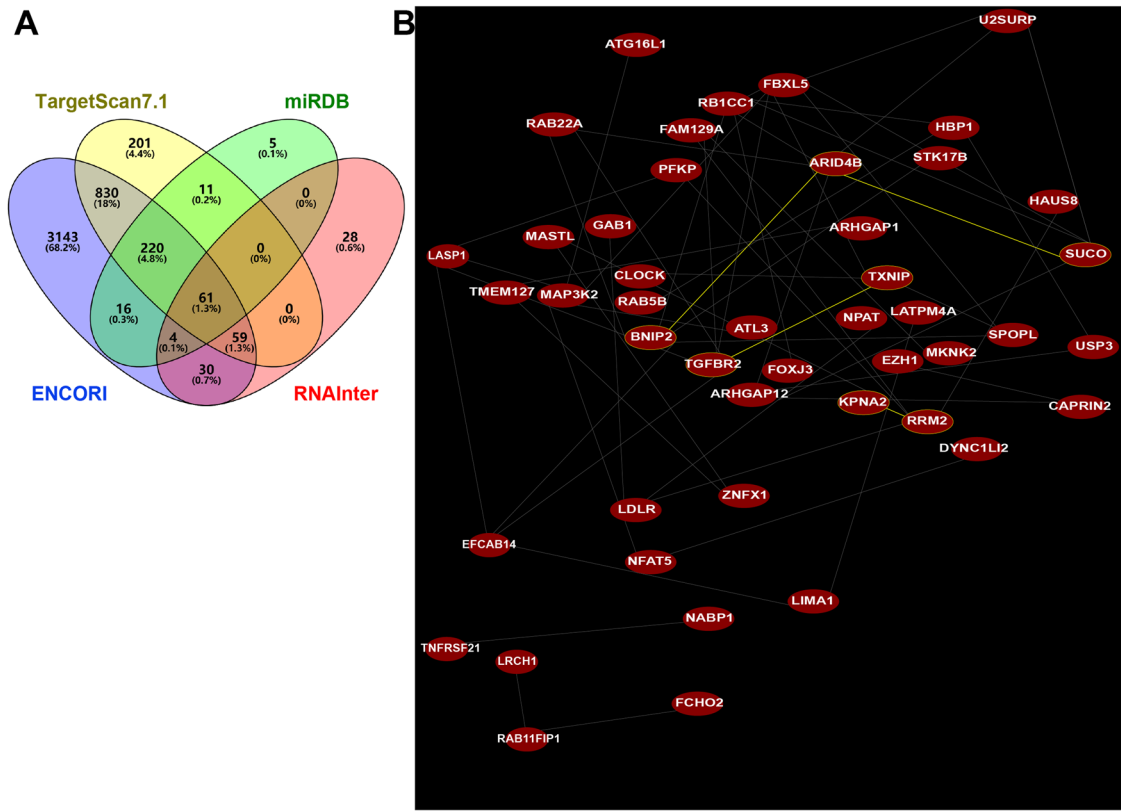 A
B
TargetScan7.1
miRDB
201
(4.4%)
5
(0.1%)
830
(18%)
11
(0.2%)
0
(0%)
3143
(68.2%)
220
(4.8%)
0
(0%)
28
(0.6%)
16
(0.3%)
61
(1.3%)
0
(0%)
4
(0.1%)
59
(1.3%)
30
(0.7%)
ENCORI
RNAInter
U2SURP
ATG16L1
FBXL5
RB1CC1
RAB22A
FAM129A
HBP1
STK17B
ARID4B
PFKP
HAUS8
GAB1
ARHGAP1
MASTL
LASP1
SUCO
CLOCK
TXNIP
TMEM127
MAP3K2
RAB5B
LATPM4A
NPAT
ATL3
BNIP2
SPOPL
USP3
MKNK2
EZH1
TGFBR2
FOXJ3
ARHGAP12
KPNA2
CAPRIN2
RRM2
DYNC1LI2
ZNFX1
LDLR
EFCAB14
NFAT5
LIMA1
NABP1
TNFRSF21
LRCH1
FCHO2
RAB11FIP1